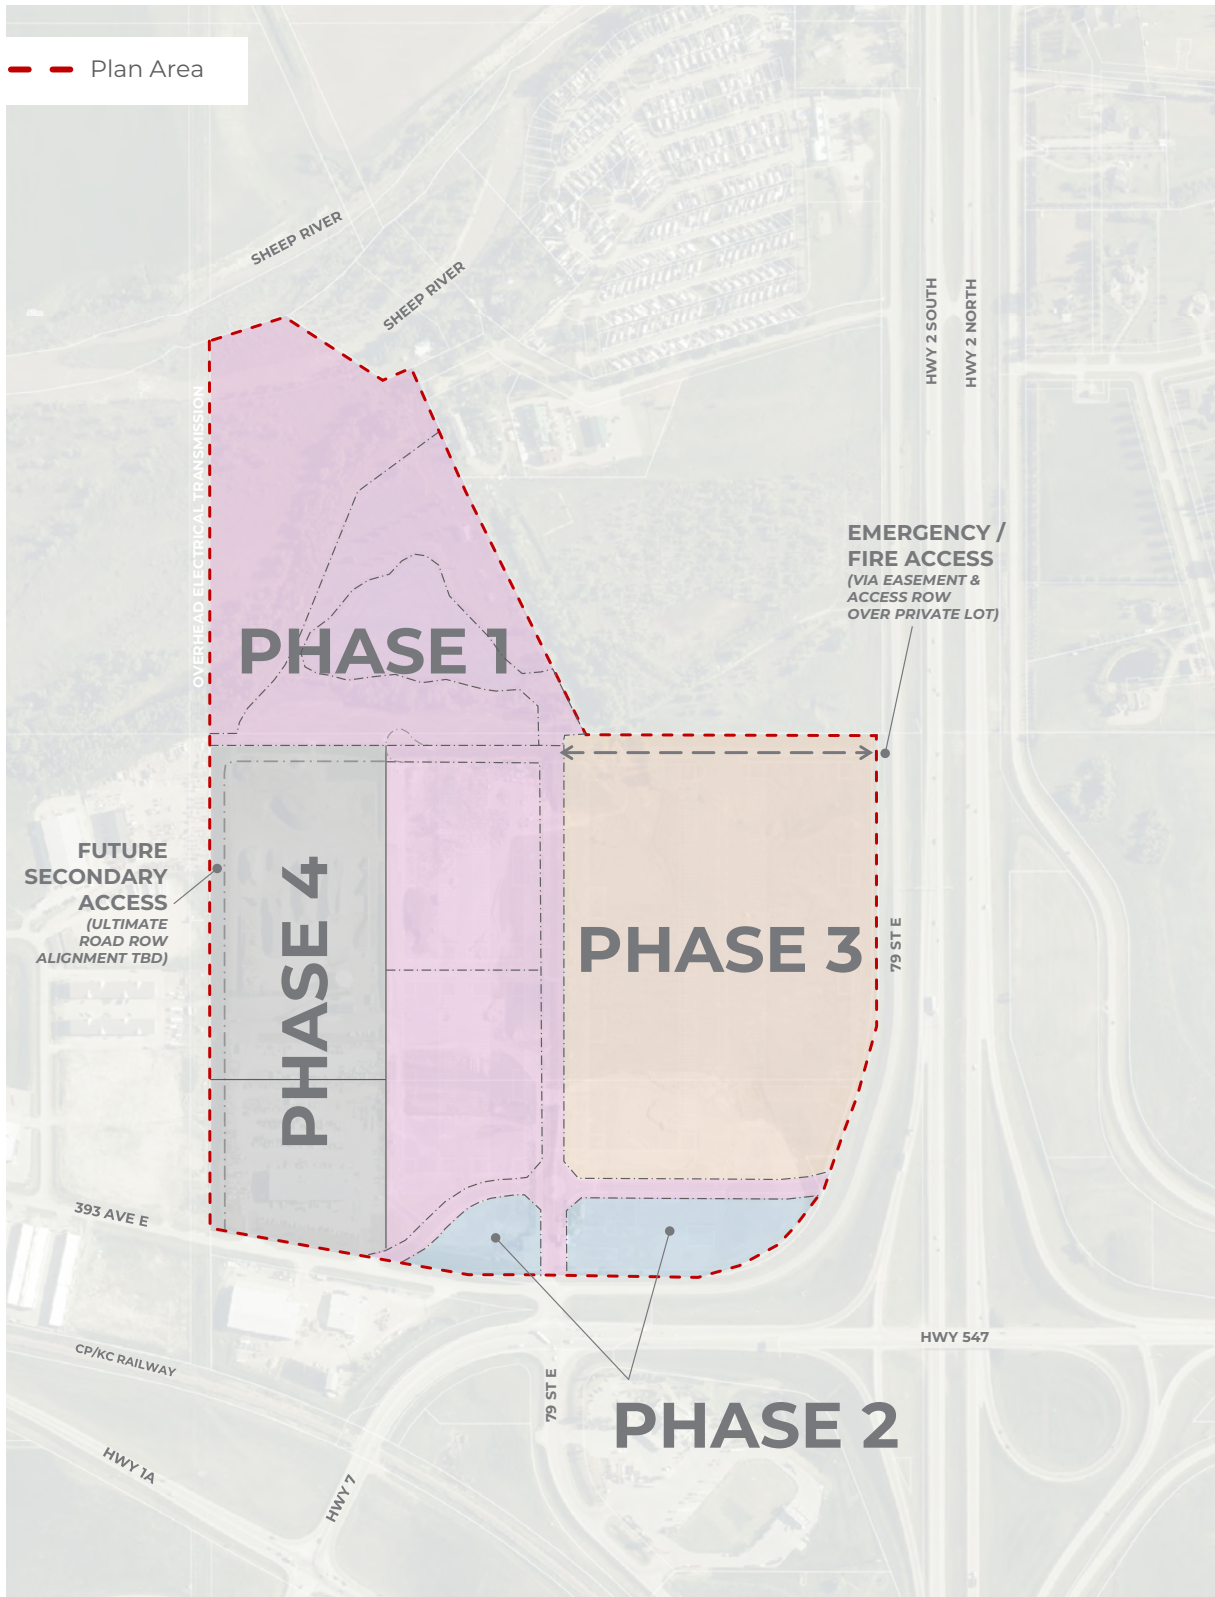 Plan Area
SHEEP RIVER
SHEEP RIVER
HWY 2 SOUTH
HWY 2 NORTH
OVERHEAD ELECTRICAL TRANSMISSION
EMERGENCY /
FIRE ACCESS
(VIA EASEMENT &
ACCESS ROW
OVER PRIVATE LOT)
PHASE 1
FUTURE
SECONDARY
ACCESS
(ULTIMATE
ROAD ROW
ALIGNMENT TBD)
PHASE 4
PHASE 3
79 ST E
393 AVE E
HWY 547
CP/KC RAILWAY
79 ST E
PHASE 2
HWY 1A
HWY 7